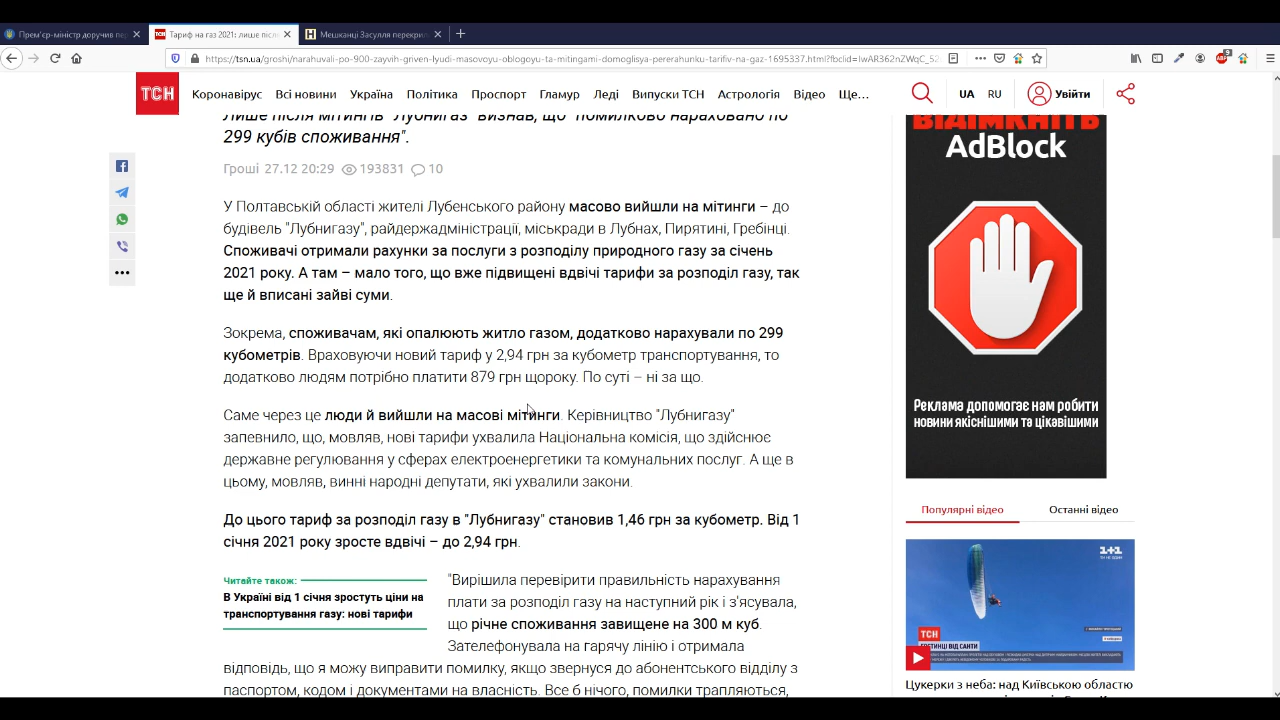 Прем'єр-міністр доручив пер
Тариф на газ 2021: лише після
Мешканці Засулля перекрил
https://tsn.ua/groshi/narahuvali-po-900-zayvih-griven-lyudi-masovoyu-oblogoyu-ta-mitingami-domoglisya-pererahunku-tarifiv-na-gaz-1695337.html?fbclid=IwAR362nZWqC_52
ТСН
Коронавірус Всі новини Україна Політика Проспорт Гламур Леді Випуски ТСН Астрологія Відео Ще...
UA RU Увійти
Лише після мітингів "Лубнигаз" визнав, що "помилково нараховано по
299 кубів споживання".
Гроші 27.12 20:29 193831 10
У Полтавській області жителі Лубенського району масово вийшли на мітинги – до
будівель "Лубнигазу", райдержадміністрації, міськради в Лубнах, Пирятині, Гребінці.
Споживачі отримали рахунки за послуги з розподілу природного газу за січень
2021 року. А там – мало того, що вже підвищені вдвічі тарифи за розподіл газу, так
ще й вписані зайві суми.
Зокрема, споживачам, які опалюють житло газом, додатково нарахували по 299
кубометрів. Враховуючи новий тариф у 2,94 грн за кубометр транспортування, то
додатково людям потрібно платити 879 грн щороку. По суті – ні за що.
Саме через це люди й вийшли на масові мітинги. Керівництво "Лубнигазу"
запевнило, що, мовляв, нові тарифи ухвалила Національна комісія, що здійснює
державне регулювання у сферах електроенергетики та комунальних послуг. А ще в
цьому, мовляв, винні народні депутати, які ухвалили закони.
До цього тариф за розподіл газу в "Лубнигазу" становив 1,46 грн за кубометр. Від 1
січня 2021 року зросте вдвічі – до 2,94 грн.
Читайте також:
В Україні від 1 січня зростуть ціни на
транспортування газу: нові тарифи
"Вирішила перевірити правильність нарахування
плати за розподіл газу на наступний рік і з'ясувала,
що річне споживання завищене на 300 м куб.
Зателефонувала на гарячу лінію і отримала
відповідь, що можу виправити помилку, якщо звернуся до абонентського відділу з
паспортом, кодом і документами на власність. Все б нічого, помилки трапляються,
ВІДІМКНІТЬ
AdBlock
Реклама допомогає нам робити
новини якіснішими та цікавішими
Популярні відео Останні відео
1+1
ТСН
ГОСТИНЦІ ВІД САНТИ
Цукерки з неба: над Київською областю